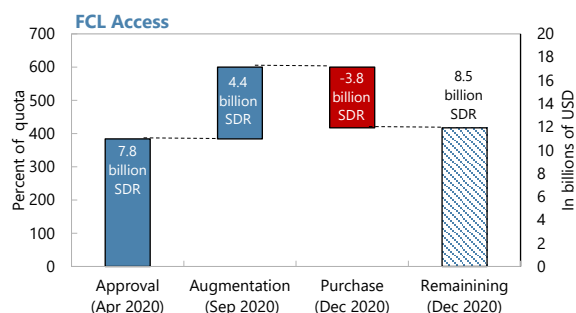 FCL Access
700
600
500
400
300
200
100
0
Percent of quota
20
18
16
14
12
10
8
6
4
2
0
In billions of USD
7.8
billion
SDR
4.4
billion
SDR
-3.8
billion
SDR
8.5
billion
SDR
Approval
(Apr 2020)
Augmentation
(Sep 2020)
Purchase
(Dec 2020)
Remainining
(Dec 2020)